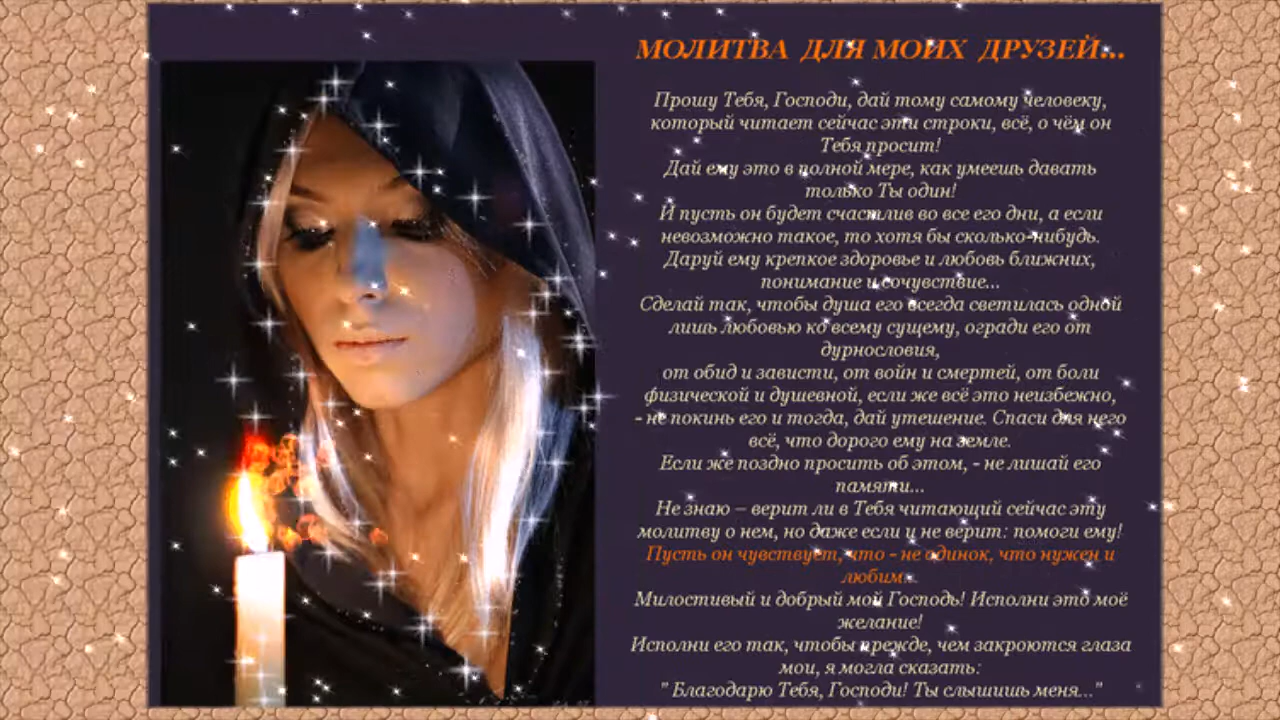 МОЛИТВА ДЛЯ МОИХ ДРУЗЕЙ...
Прошу Тебя, Господи, дай тому самому человеку,
который читает сейчас эти строки, всё, о чём он
Тебя просит!
Дай ему это в полной мере, как умеешь давать
только Ты один!
И пусть он будет счастлив во все его дни, а если
невозможно такое, то хотя бы сколько-нибудь.
Даруй ему крепкое здоровье и любовь ближних,
понимание и сочувствие...
Сделай так, чтобы душа его всегда светилась одной
лишь любовью ко всему сущему, огради его от
дурнословия,
от обид и зависти, от войн и смертей, от боли
физической и душевной, если же всё это неизбежно,
- не покинь его и тогда, дай утешение. Спаси для него
всё, что дорого ему на земле.
Если же поздно просить об этом, - не лишай его
памяти...
Не знаю – верит ли в Тебя читающий сейчас эту
молитву о нем, но даже если и не верит: помоги ему!
Пусть он чувствует, что - не одинок, что нужен и
любим..
Милостивый и добрый мой Господь! Исполни это моё
желание!
Исполни его так, чтобы прежде, чем закроются глаза
мои, я могла сказать:
" Благодарю Тебя, Господи! Ты слышишь меня..."